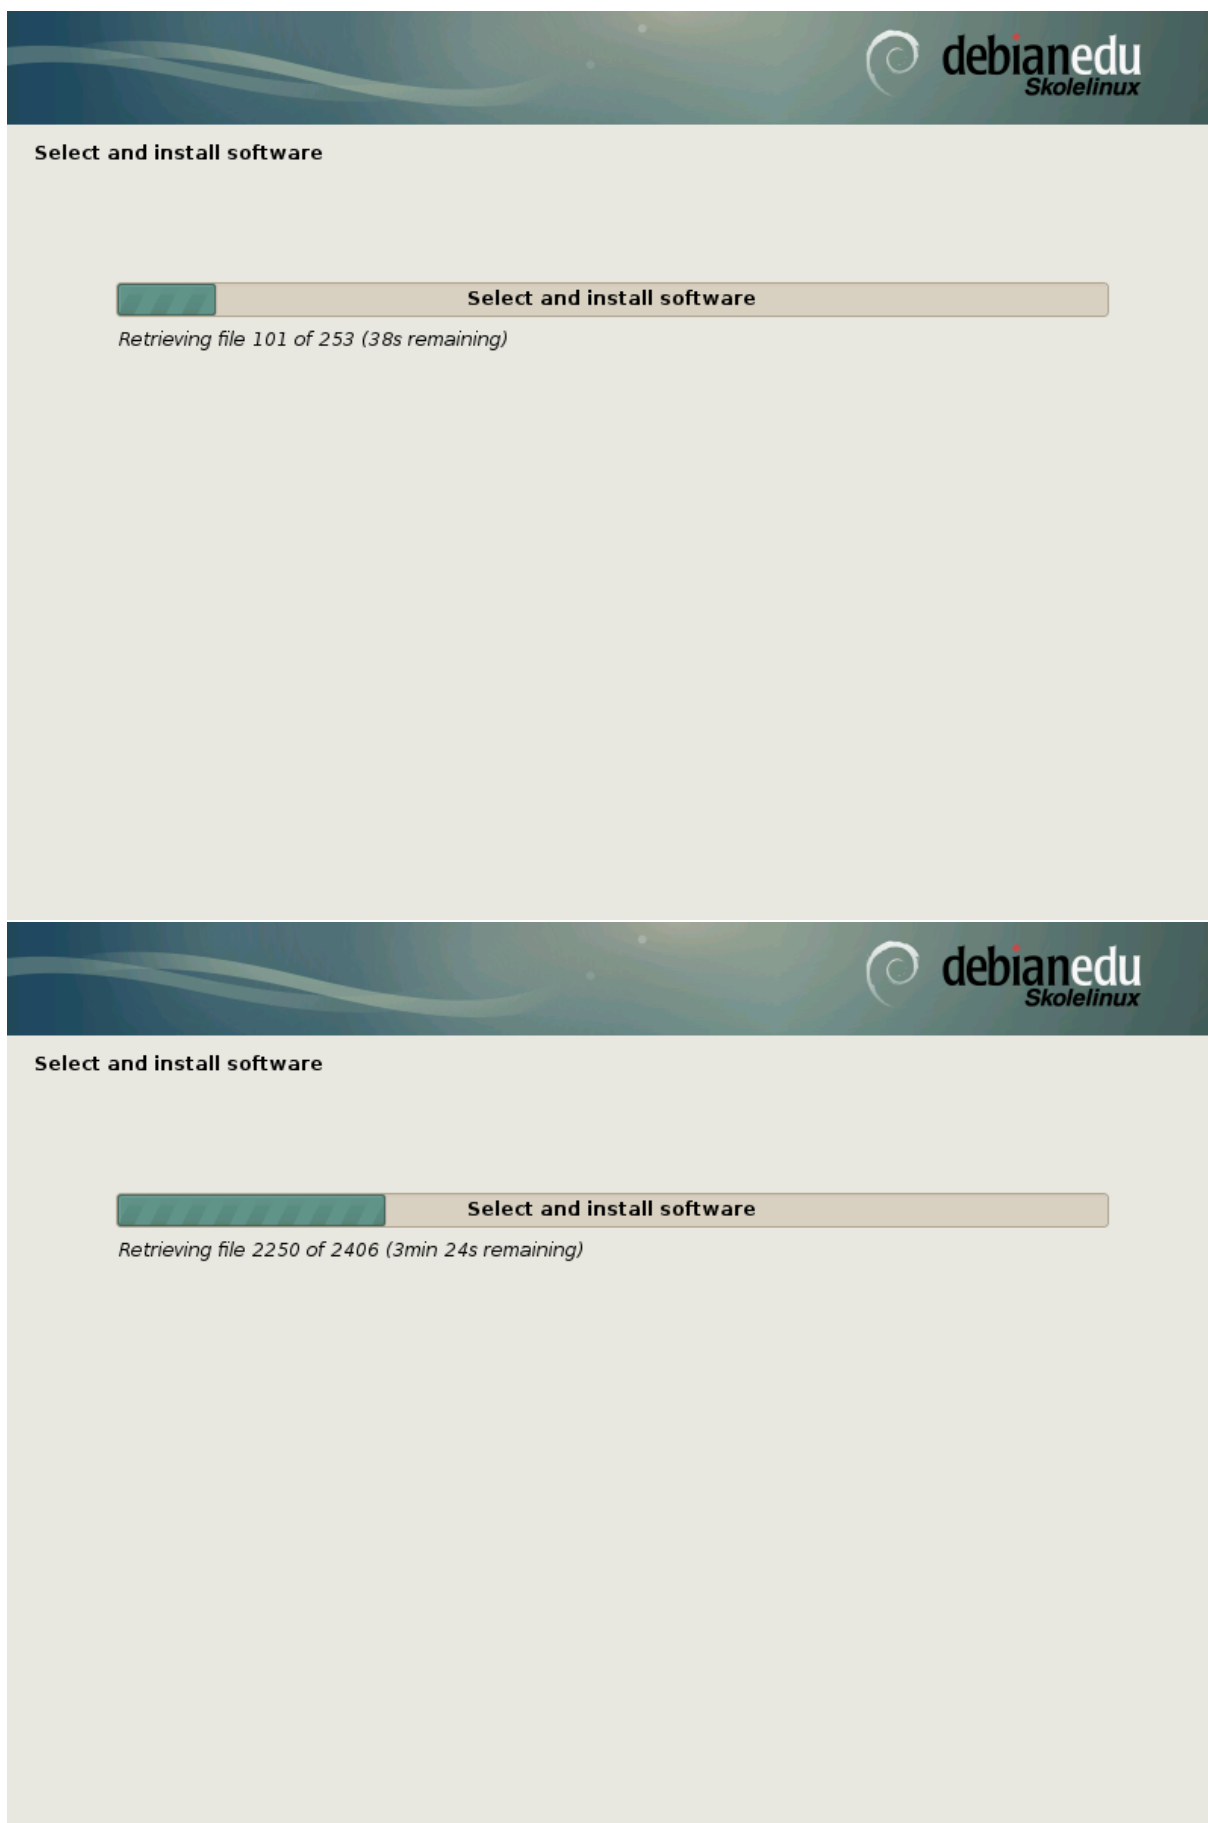 debianedu
Skolelinux
Select and install software
Select and install software
Retrieving file 101 of 253 (38s remaining)
debianedu
Skolelinux
Select and install software
Select and install software
Retrieving file 2250 of 2406 (3min 24s remaining)